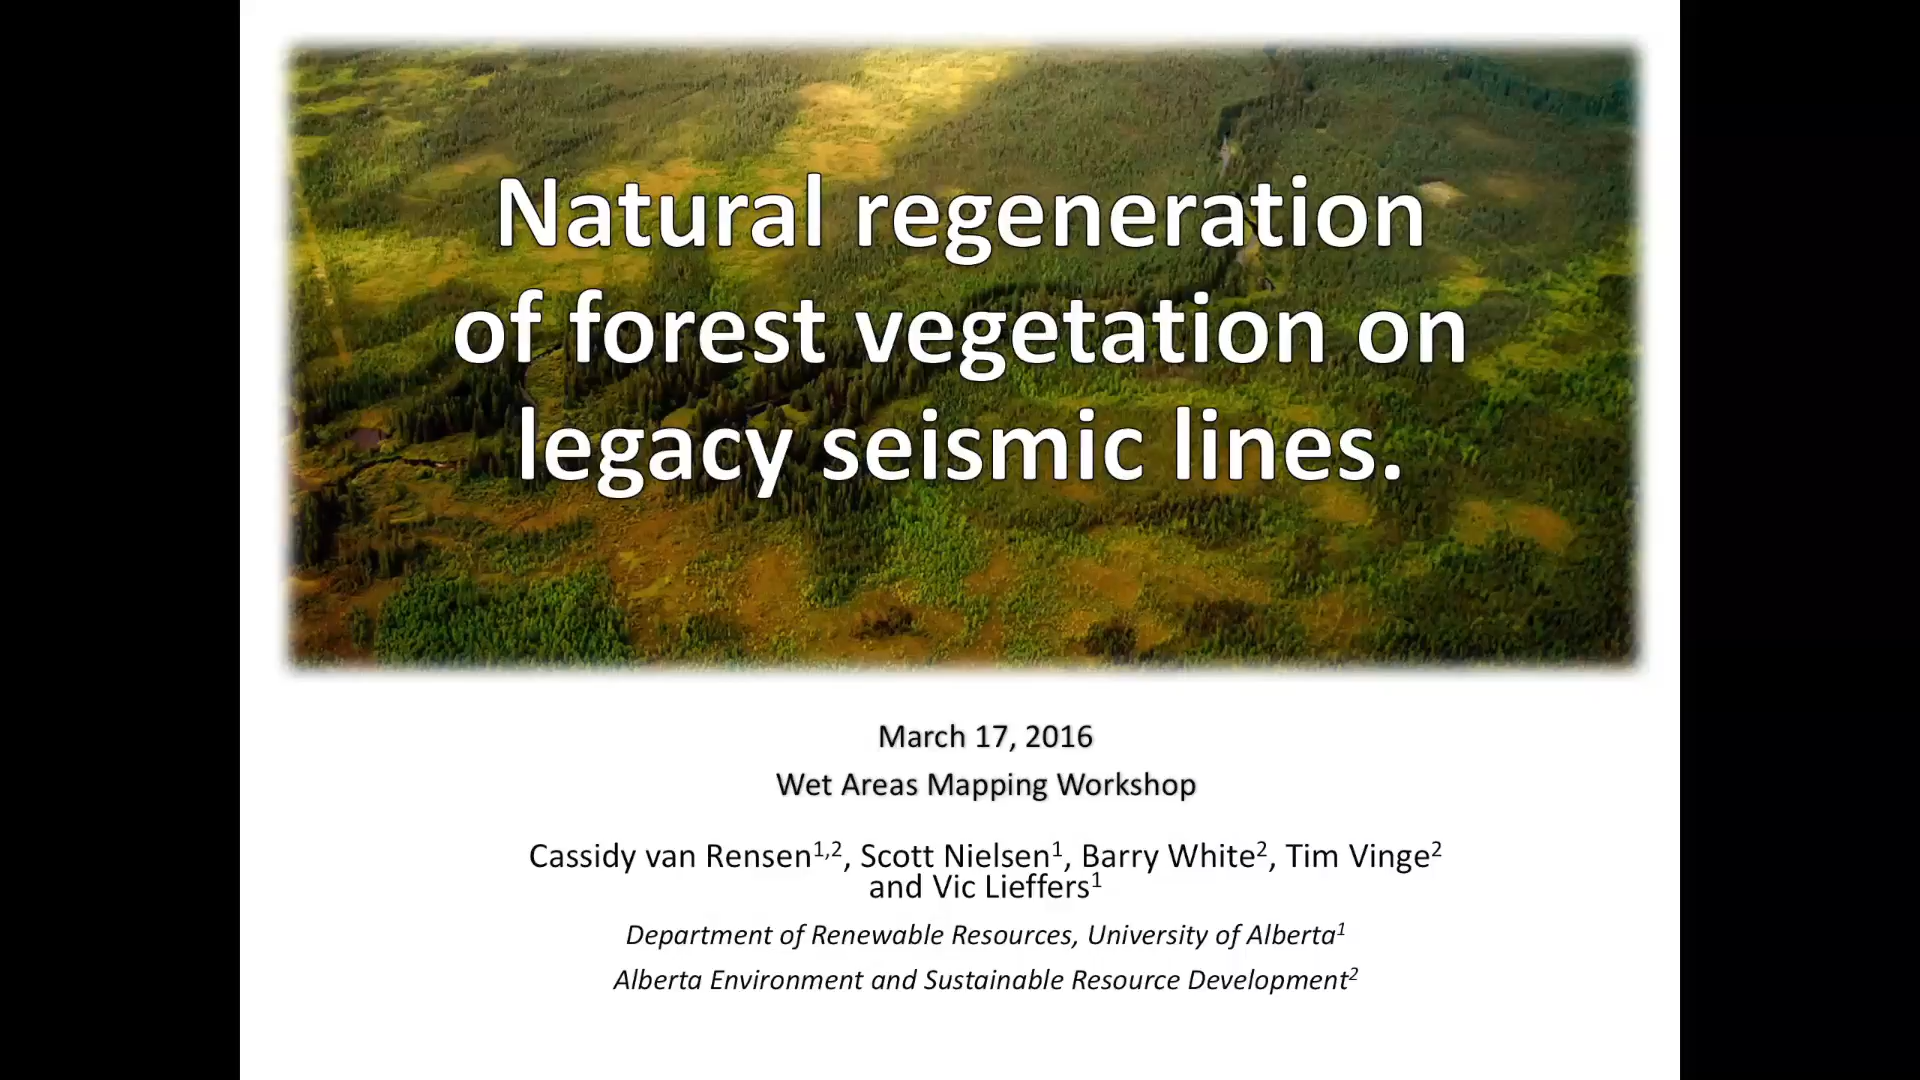 Natural regeneration
of forest vegetation on
legacy seismic lines.
March 17, 2016
Wet Areas Mapping Workshop
Cassidy van Rensen¹,², Scott Nielsen¹, Barry White², Tim Vinge²
and Vic Lieffers¹
Department of Renewable Resources, University of Alberta¹
Alberta Environment and Sustainable Resource Development²